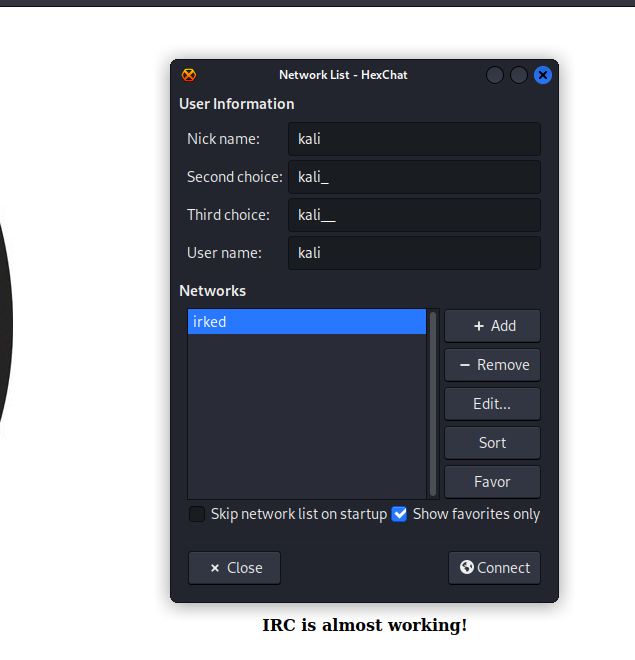 Network List - HexChat
User Information
Nick name: kali
Second choice: kali_
Third choice: kali__
User name: kali
Networks
irked
+ Add
− Remove
Edit...
Sort
Favor
Skip network list on startup Show favorites only
× Close Connect
IRC is almost working!